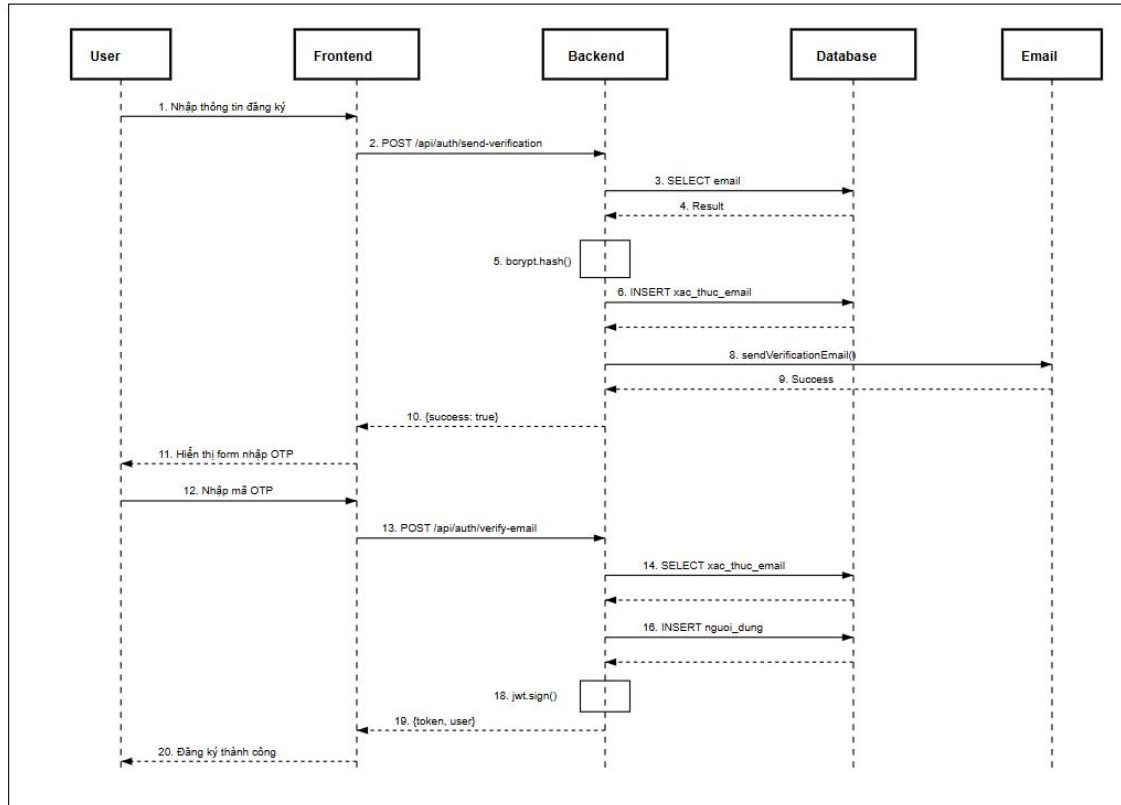 User
Frontend
Backend
Database
Email
1. Nhập thông tin đăng ký
2. POST /api/auth/send-verification
3. SELECT email
4. Result
5. bcrypt.hash()
6. INSERT xac_thuc_email
8. sendVerificationEmail()
9. Success
10. {success: true}
11. Hiển thị form nhập OTP
12. Nhập mã OTP
13. POST /api/auth/verify-email
14. SELECT xac_thuc_email
16. INSERT nguoi_dung
18. jwt.sign()
19. {token, user}
20. Đăng ký thành công